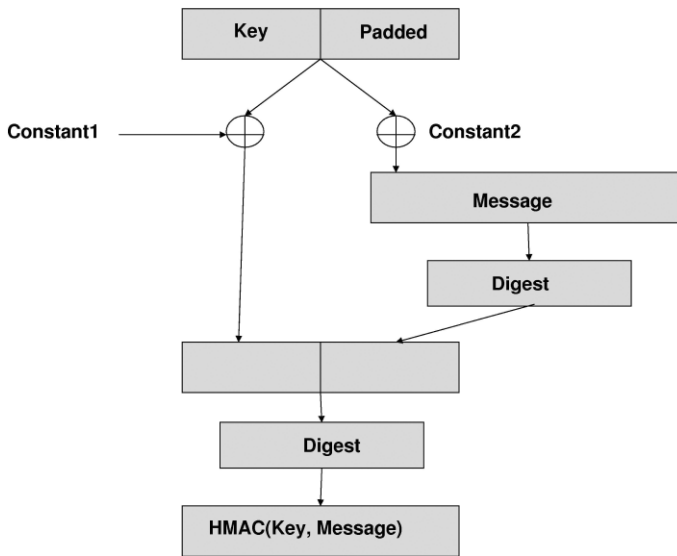 Key Padded
Constant1
Constant2
Message
Digest
Digest
HMAC(Key, Message)